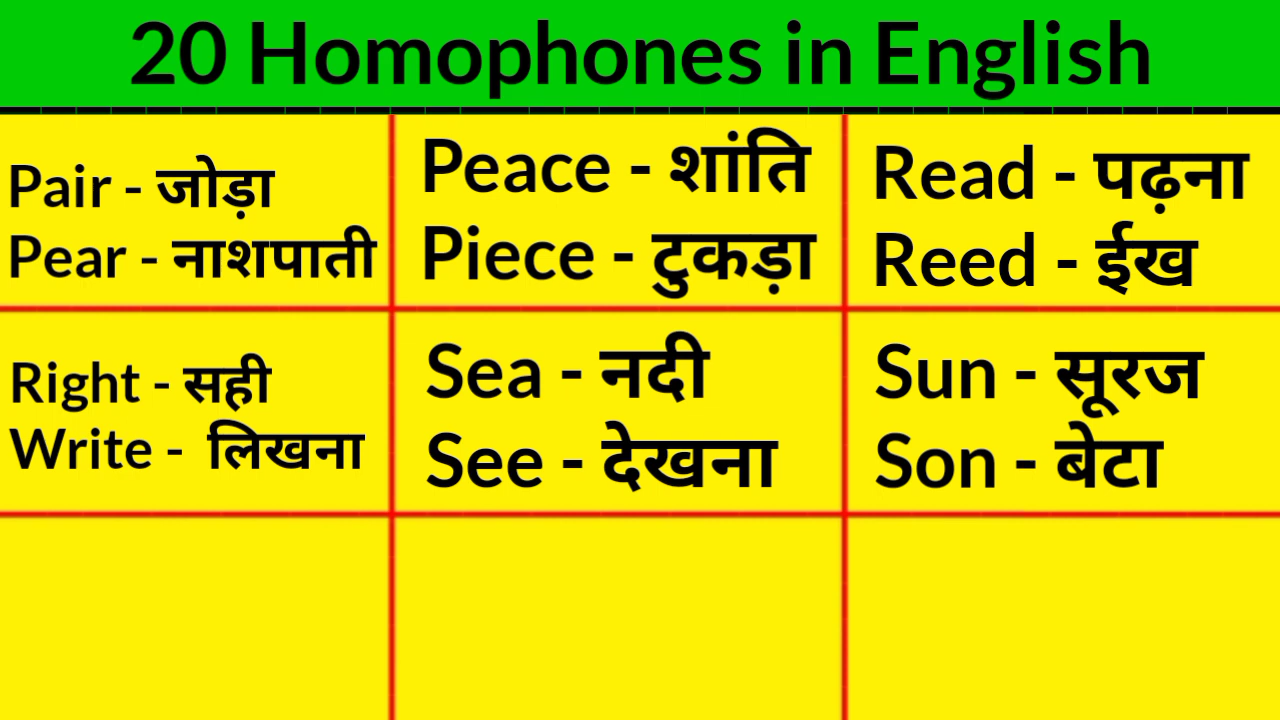 20 Homophones in English
Pair - जोड़ा
Pear - नाशपाती
Peace - शांति
Piece - टुकड़ा
Read - पढ़ना
Reed - ईख
Right - सही
Write - लिखना
Sea - नदी
See - देखना
Sun - सूरज
Son - बेटा